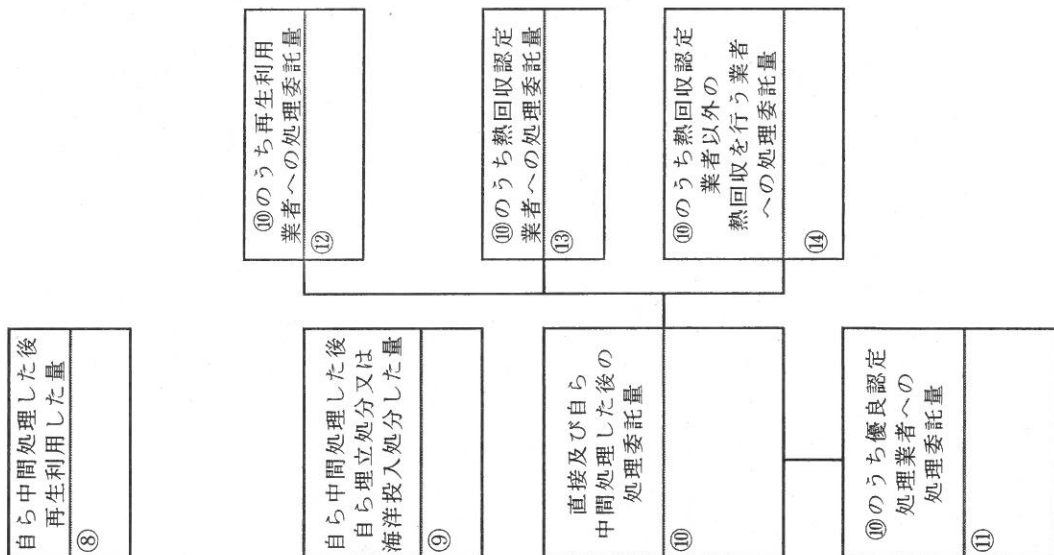 自ら中間処理した後
再生利用した量
⑧
自ら中間処理した後
自ら埋立処分又は
海洋投入処分した量
⑨
直接及び自ら
中間処理した後の
処理委託量
⑩
⑩のうち優良認定
処理業者への
処理委託量
⑪
⑩のうち再生利用
業者への処理委託量
⑫
⑩のうち熱回収認定
業者への処理委託量
⑬
⑩のうち熱回収認定
業者以外の
熱回収を行う業者
への処理委託量
⑭